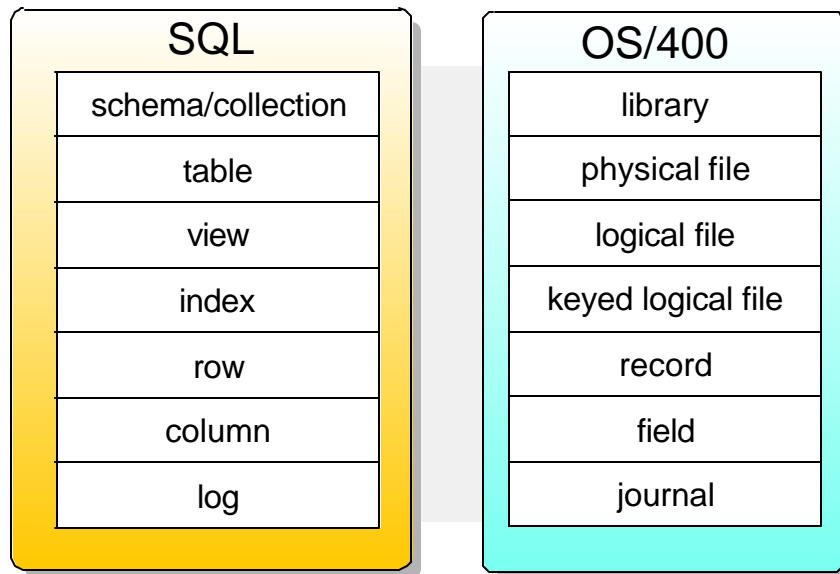 SQL
schema/collection
table
view
index
row
column
log
OS/400
library
physical file
logical file
keyed logical file
record
field
journal